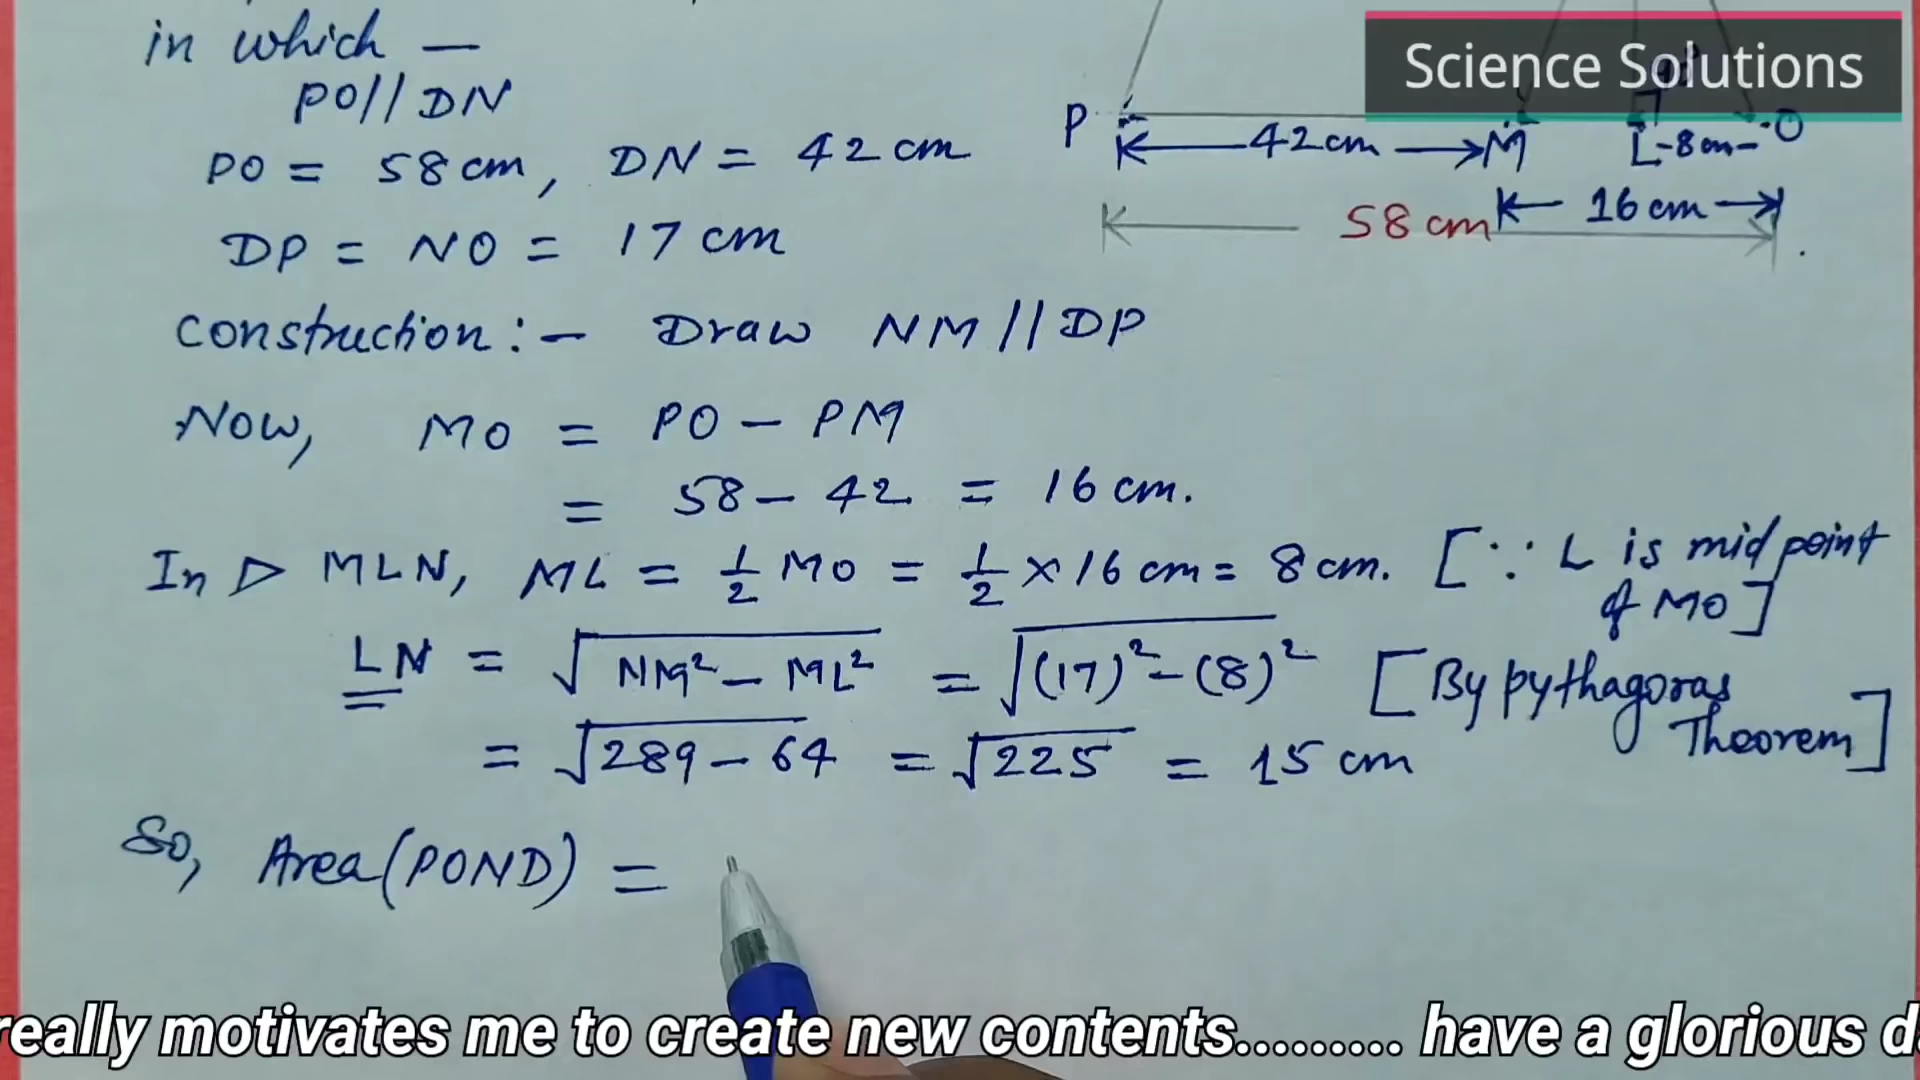 in which —
PO//DN
PO = 58 cm, DN = 42 cm
DP = NO = 17 cm
Construction :- Draw NM//DP
Now, MO = PO - PM
= 58 - 42 = 16 cm.
In ▷ MLN, ML = 1/2 MO = 1/2 × 16 cm = 8 cm. [∵ L is mid point
of MO]
LN = √NM² - ML² = √(17)² - (8)² [By pythagoras
Theorem]
= √289 - 64 = √225 = 15 cm
So, Area (POND) =
Science Solutions
P M L O
42 cm 8 cm
16 cm
58 cm
really motivates me to create new contents......... have a glorious d